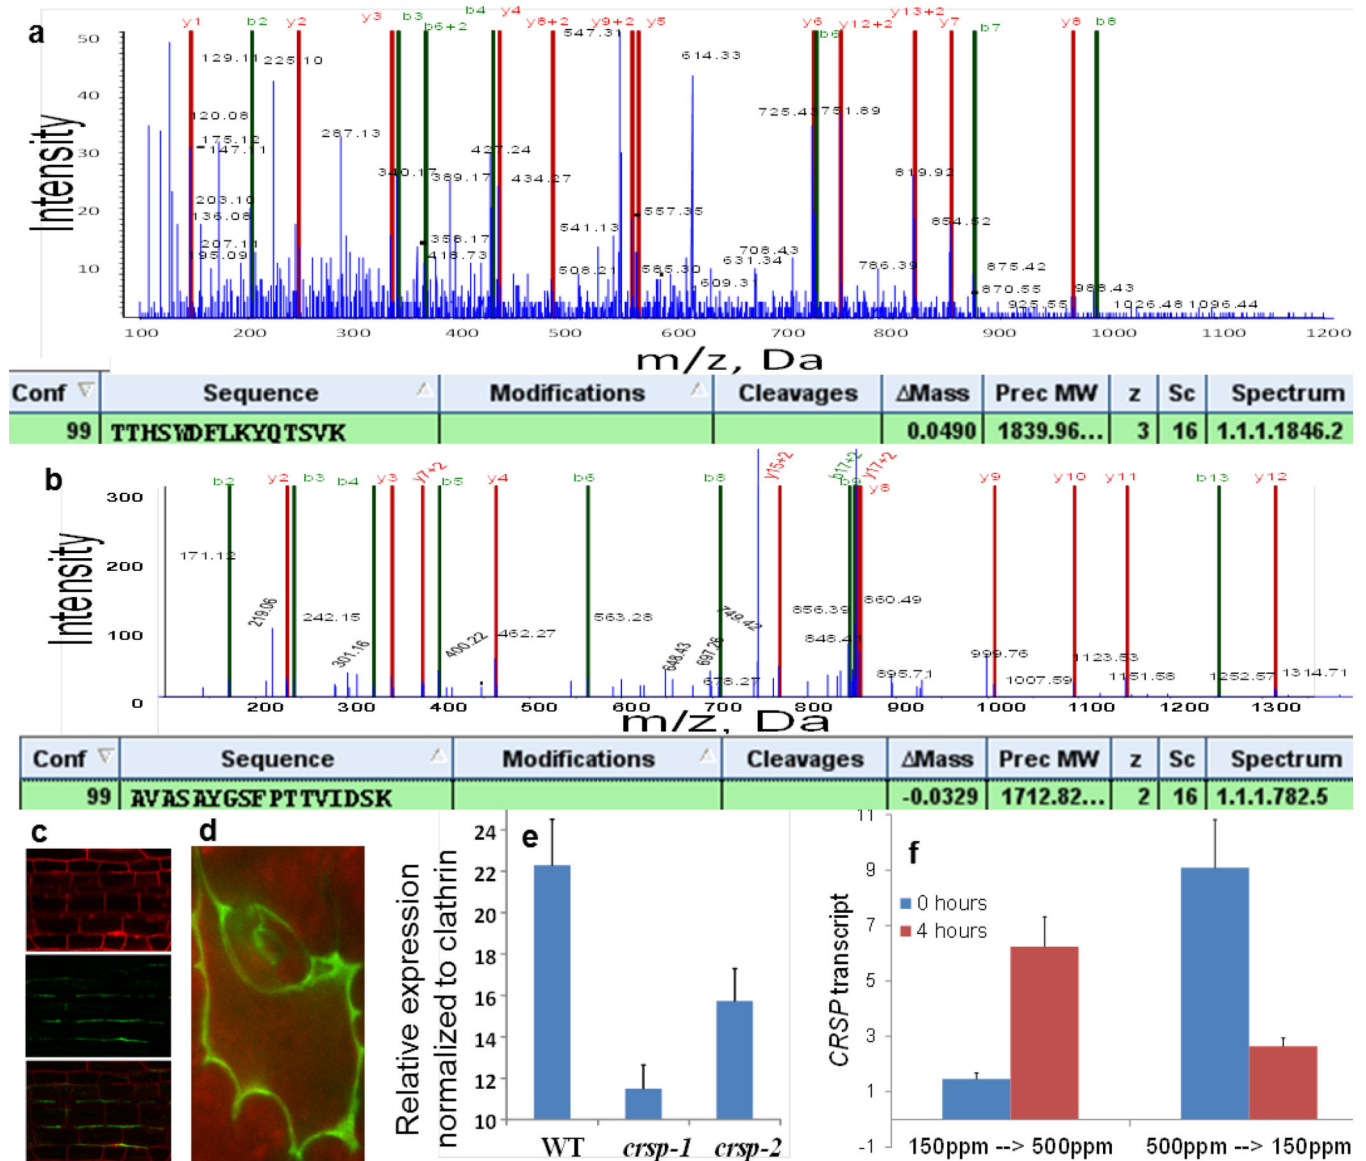 a
y1 b2 y2 y3 b3 b6+2 b4 y4 y8+2 y9+2 y5 y6 b6 y12+2 y13+2 y7 b7 y8 b8
Intensity
50
40
30
20
10
129.11 225.10 547.31 614.33
120.08 287.13 725.43 751.89
175.12
147.11 427.24
340.17 389.17 434.27 819.92
203.10
136.08 557.35 854.52
207.11 358.17 541.13 708.43
195.09 418.73 508.21 585.30 631.34 786.39 875.42
609.31 870.55 988.43
925.55 1026.48 1096.44
100 200 300 400 500 600 700 800 900 1000 1100 1200
m/z, Da
Conf Sequence Modifications Cleavages ΔMass Prec MW z Sc Spectrum
99 TTHSWDFLKYQTSVK 0.0490 1839.96... 3 16 1.1.1.1846.2
b
b2 y2 b3 b4 y3 y7+2 b5 y4 b6 b8 y15+2 b17+2 b9 y17+2 y8 y9 y10 y11 b13 y12
Intensity
300
200
100
0
171.12
219.06 242.15 301.16 400.22 462.27 563.28 648.43 697.26 678.27 749.42 856.39 848.41 860.49 895.71 999.76 1007.59 1123.53 1151.58 1252.57 1314.71
200 300 400 500 600 700 800 900 1000 1100 1200 1300
m/z, Da
Conf Sequence Modifications Cleavages ΔMass Prec MW z Sc Spectrum
99 AVASAYGSFPTTVIDSK -0.0329 1712.82... 2 16 1.1.1.782.5
c
d
e
Relative expression
normalized to clathrin
24
22
20
18
16
14
12
10
WT crsp-1 crsp-2
f
CRSP transcript
11
9
7
5
3
1
-1
0 hours
4 hours
150ppm --> 500ppm 500ppm --> 150ppm